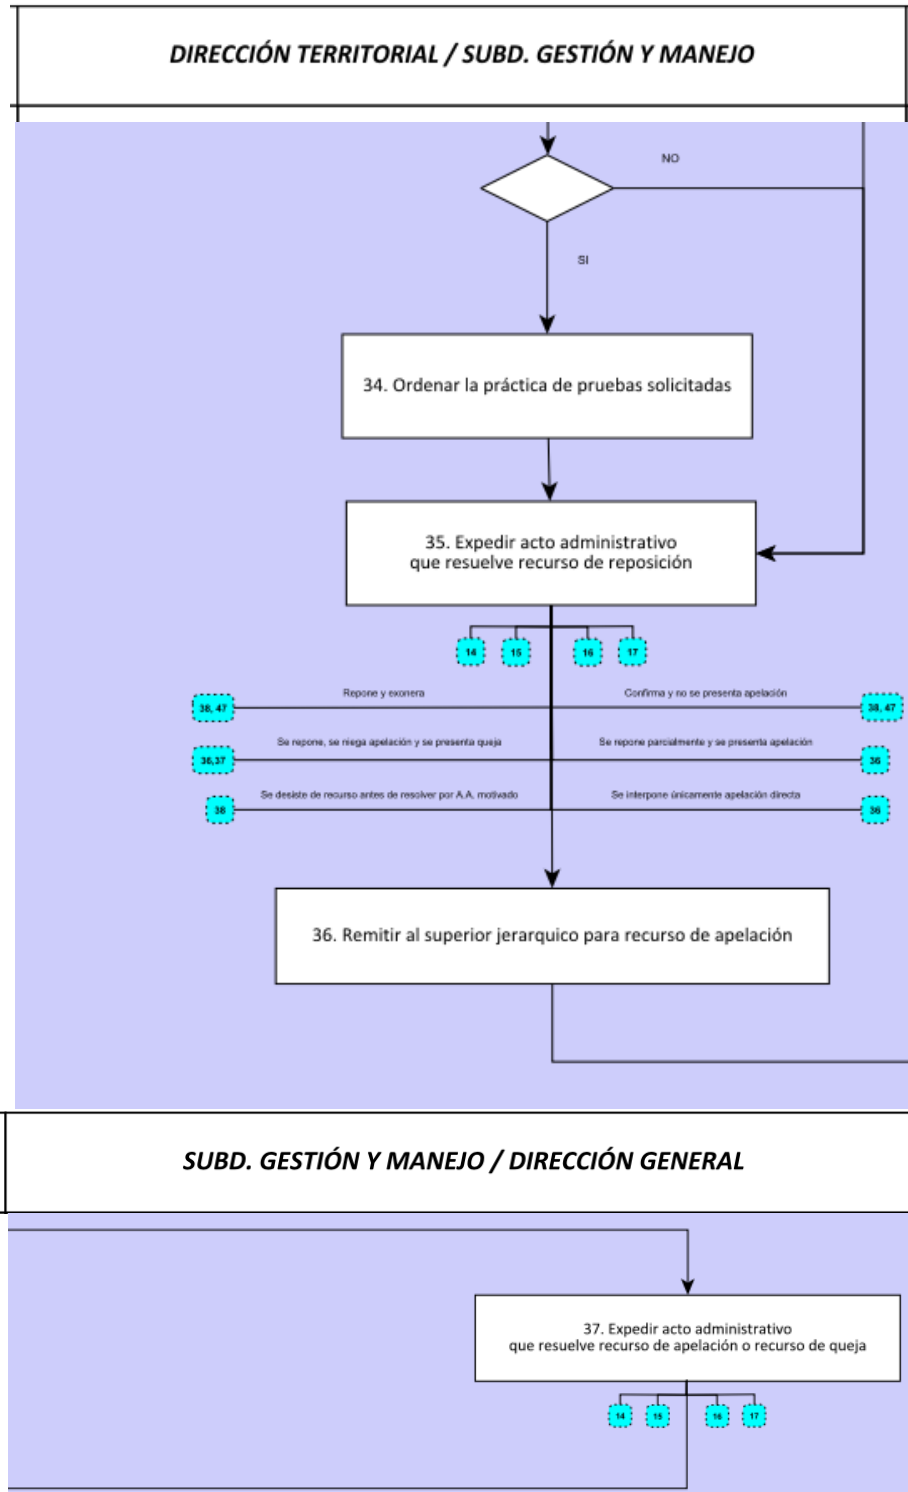 DIRECCIÓN TERRITORIAL / SUBD. GESTIÓN Y MANEJO
NO
SI
34. Ordenar la práctica de pruebas solicitadas
35. Expedir acto administrativo
que resuelve recurso de reposición
14 15 16 17
Repone y exonera
Confirma y no se presenta apelación
38, 47
38, 47
Se repone, se niega apelación y se presenta queja
Se repone parcialmente y se presenta apelación
36,37
36
Se desiste de recurso antes de resolver por A.A. motivado
Se interpone únicamente apelación directa
38
36
36. Remitir al superior jerarquico para recurso de apelación
SUBD. GESTIÓN Y MANEJO / DIRECCIÓN GENERAL
37. Expedir acto administrativo
que resuelve recurso de apelación o recurso de queja
14 15 16 17